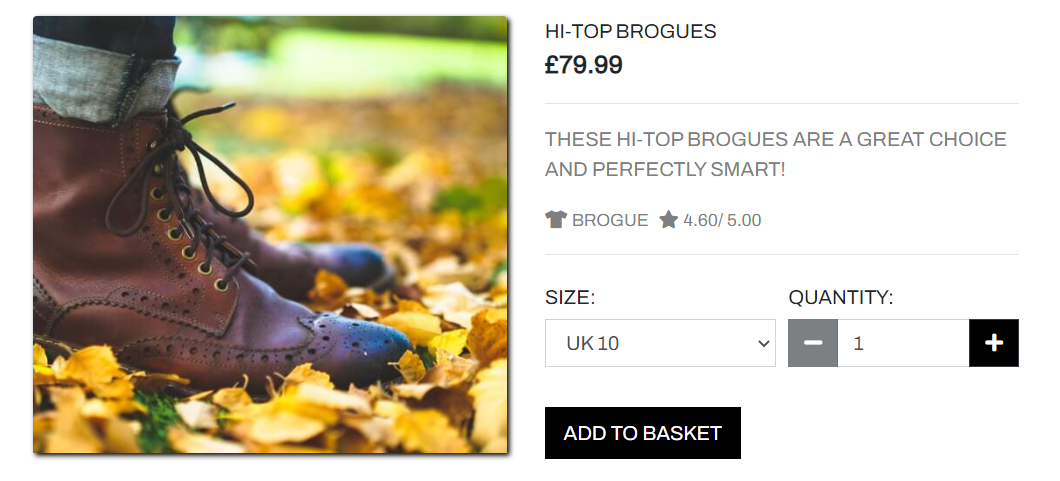 HI-TOP BROGUES
£79.99
THESE HI-TOP BROGUES ARE A GREAT CHOICE
AND PERFECTLY SMART!
BROGUE 4.60/ 5.00
SIZE: QUANTITY:
UK 10 1
ADD TO BASKET